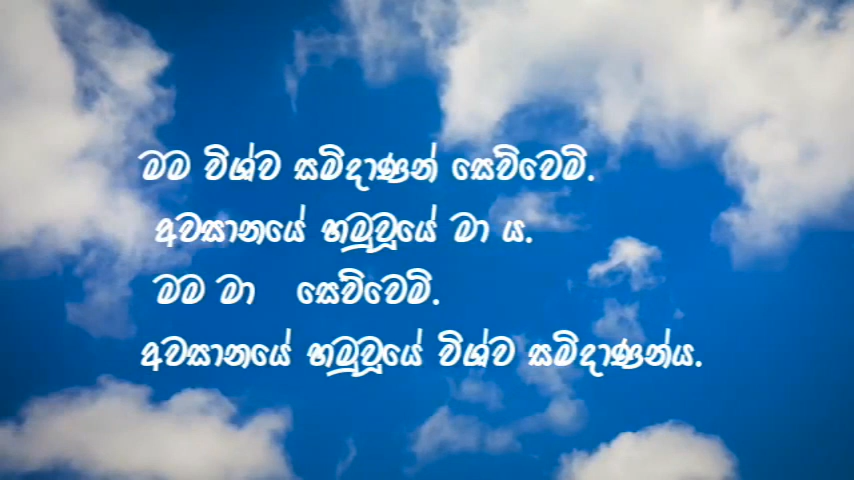 මම විශ්ව සමිදාණන් සෙව්වෙමි.
අවසානයේ හමුවූයේ මා ය.
මම මා සෙව්වෙමි.
අවසානයේ හමුවූයේ විශ්ව සමිදාණන්ය.